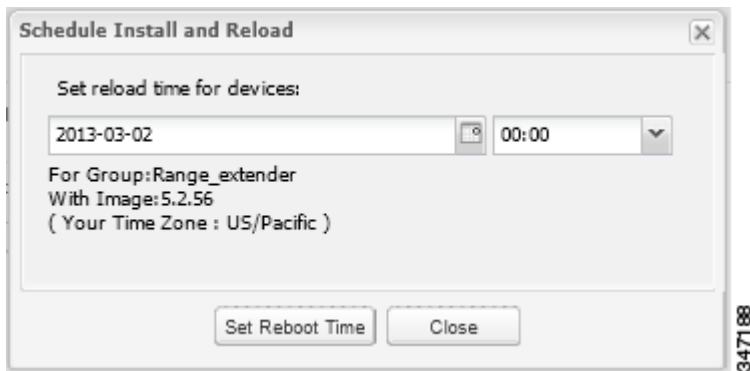 Schedule Install and Reload
Set reload time for devices:
2013-03-02 00:00
For Group:Range_extender
With Image:5.2.56
( Your Time Zone : US/Pacific )
Set Reboot Time Close
347188